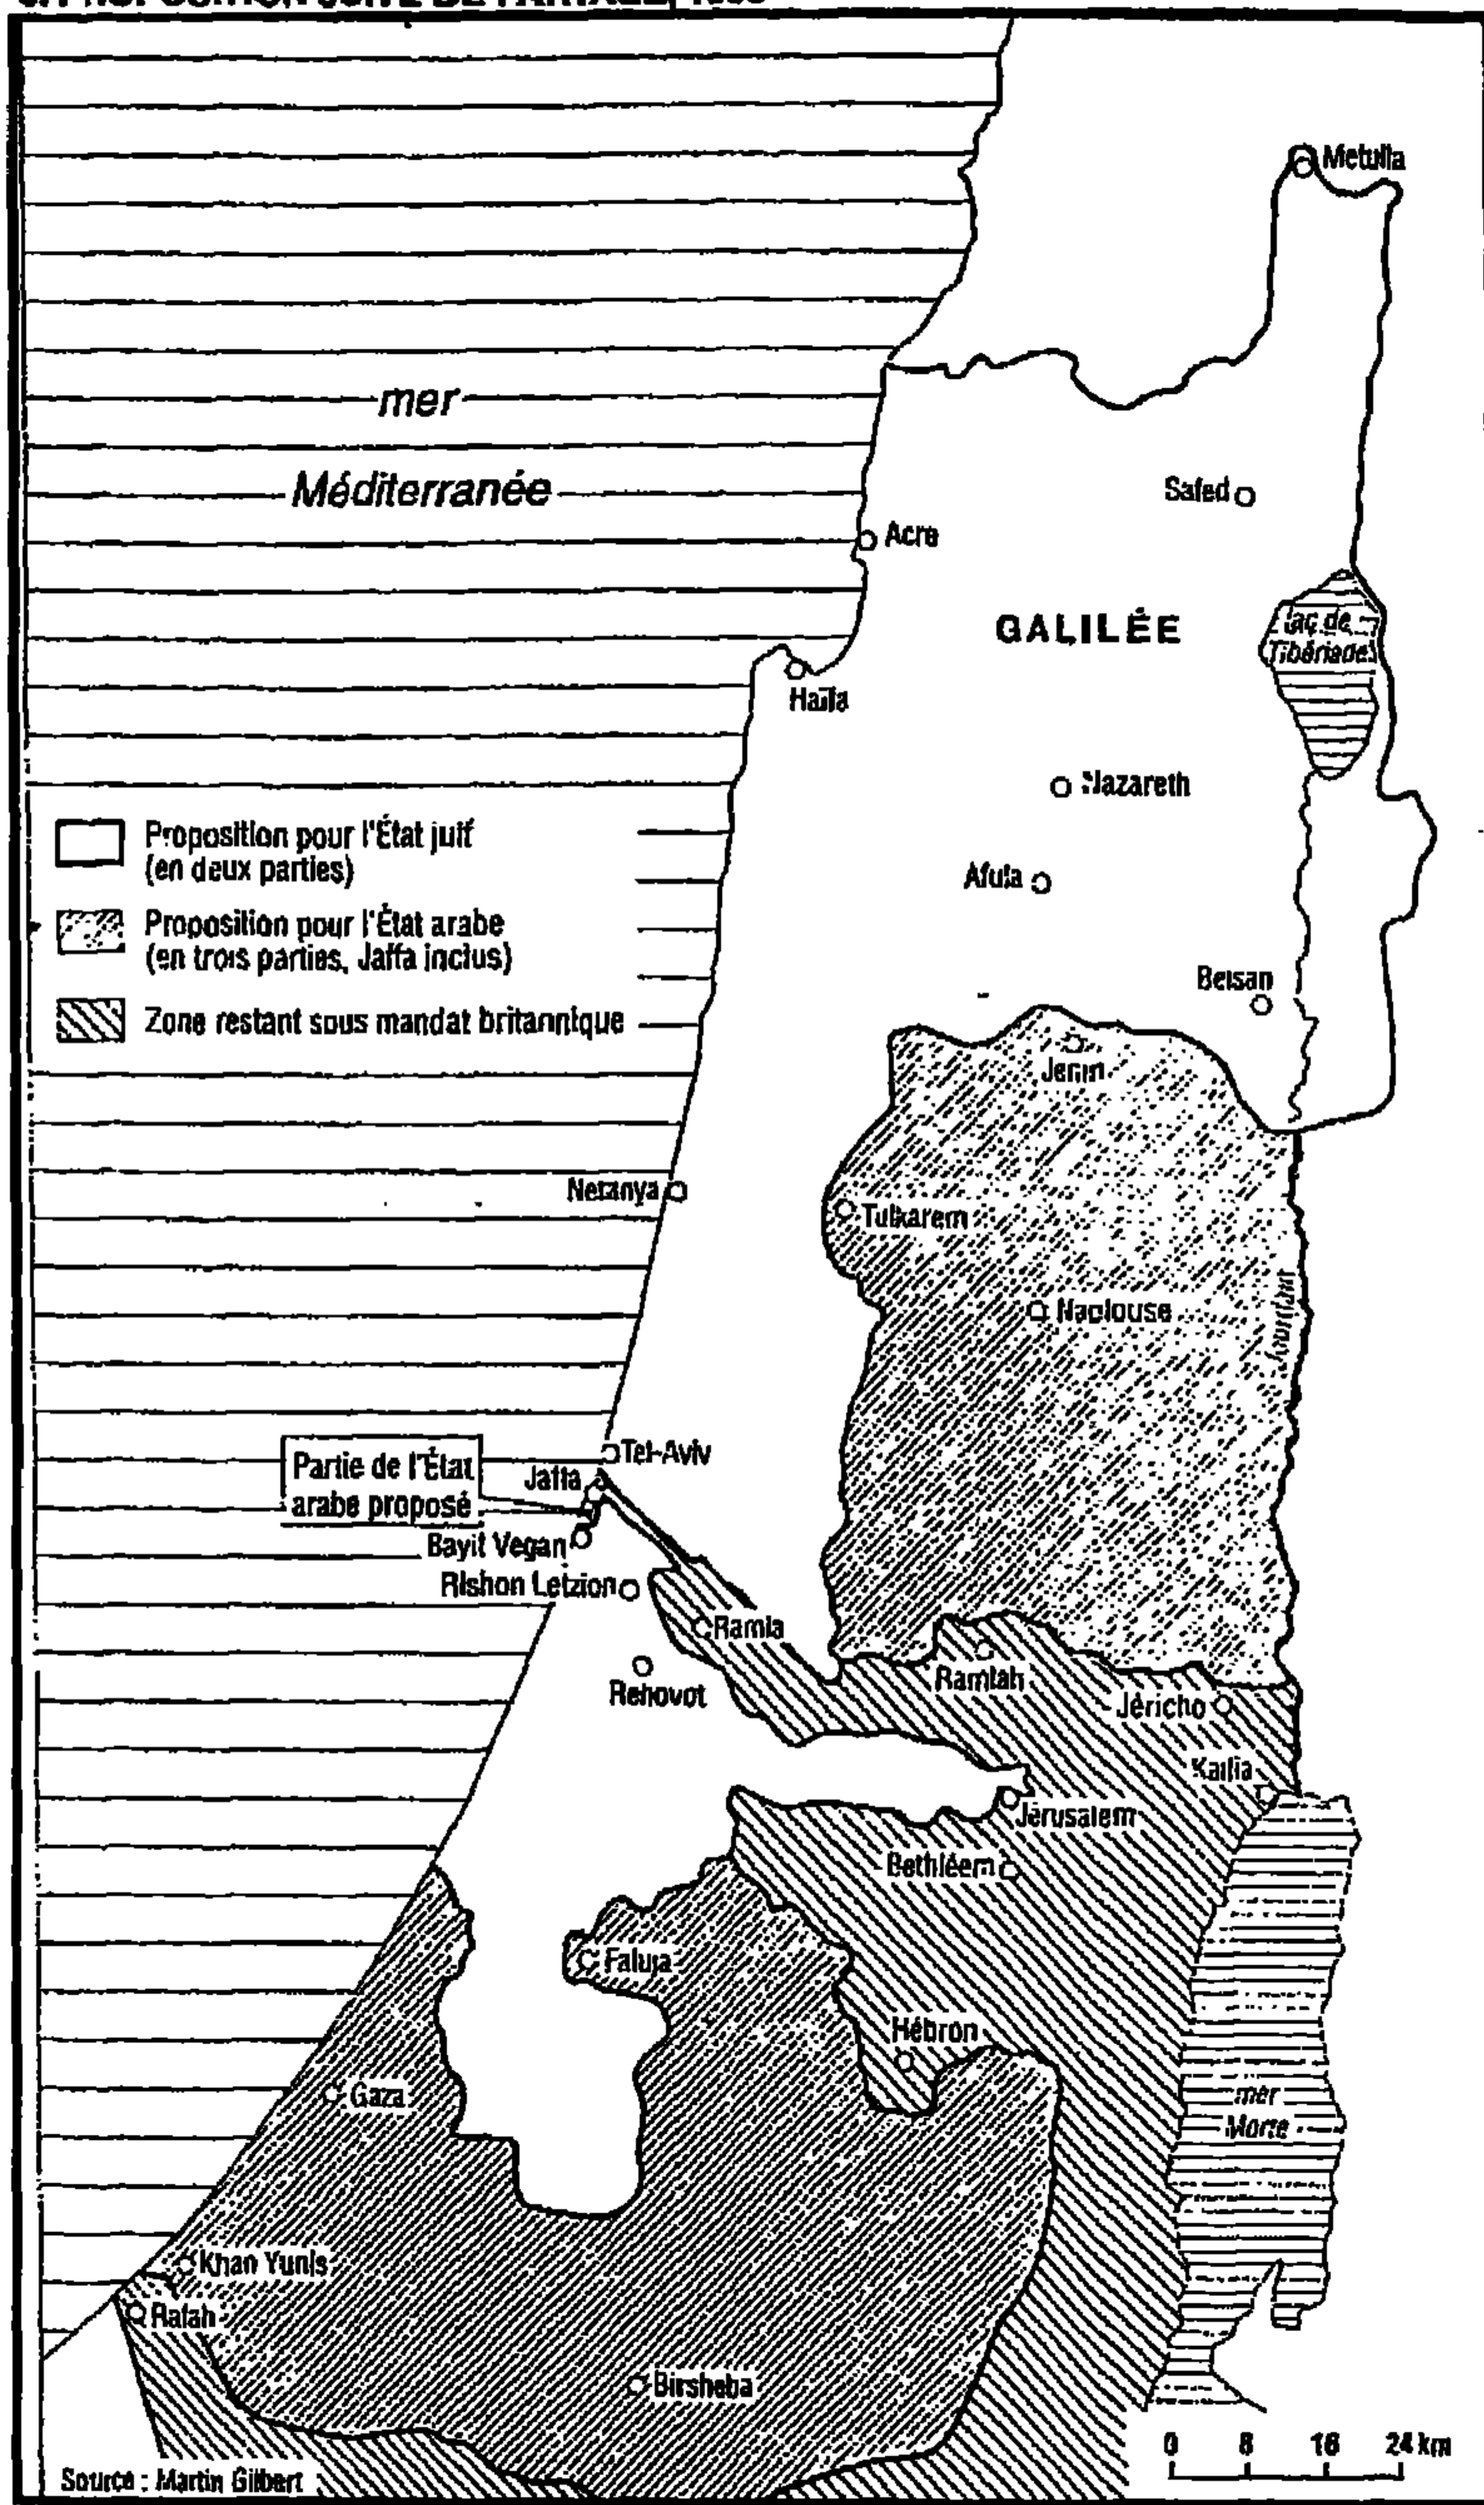 Metulla
mer
Méditerranée
Safed
Acre
GALILÉE
lac de
Tibériade
Haïfa
Nazareth
Proposition pour l'État juif
(en deux parties)
Afula
Proposition pour l'État arabe
(en trois parties, Jaffa inclus)
Beisan
Zone restant sous mandat britannique
Jenin
Netanya
Tulkarem
Naplouse
Jourdain
Tel-Aviv
Partie de l'État
arabe proposé
Jaffa
Bayit Vegan
Rishon Letzion
Ramla
Rehovot
Ramlah
Jéricho
Kallia
Jérusalem
Bethléem
Faluja
Hébron
Gaza
mer
Morte
Khan Yunis
Rafah
Birsheba
0 8 16 24 km
Source : Martin Gilbert